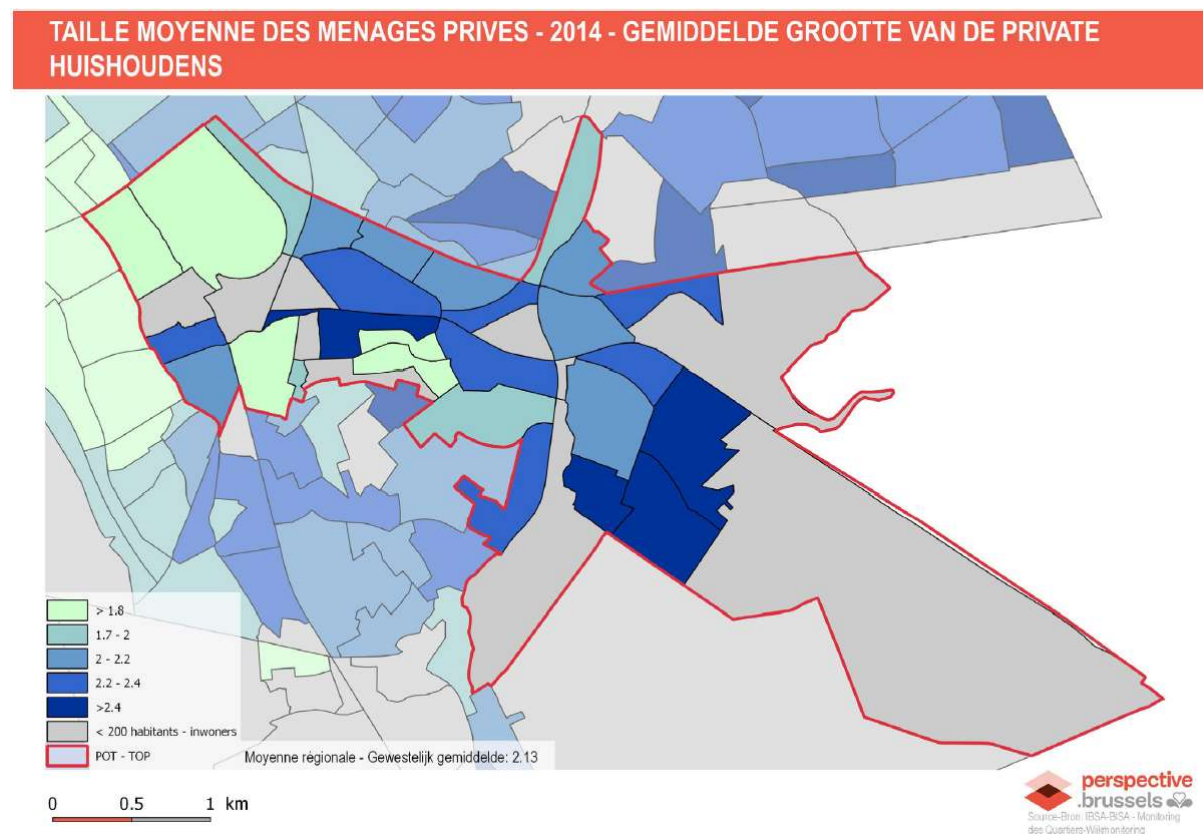 TAILLE MOYENNE DES MENAGES PRIVES - 2014 - GEMIDDELDE GROOTTE VAN DE PRIVATE
HUISHOUDENS
> 1.8
1.7 - 2
2 - 2.2
2.2 - 2.4
>2.4
< 200 habitants - inwoners
POT - TOP
Moyenne régionale - Gewestelijk gemiddelde: 2.13
0 0.5 1 km
perspective
.brussels
Source-Bron: IBSA-BISA - Monitoring
des Quartiers-Wijkmonitoring